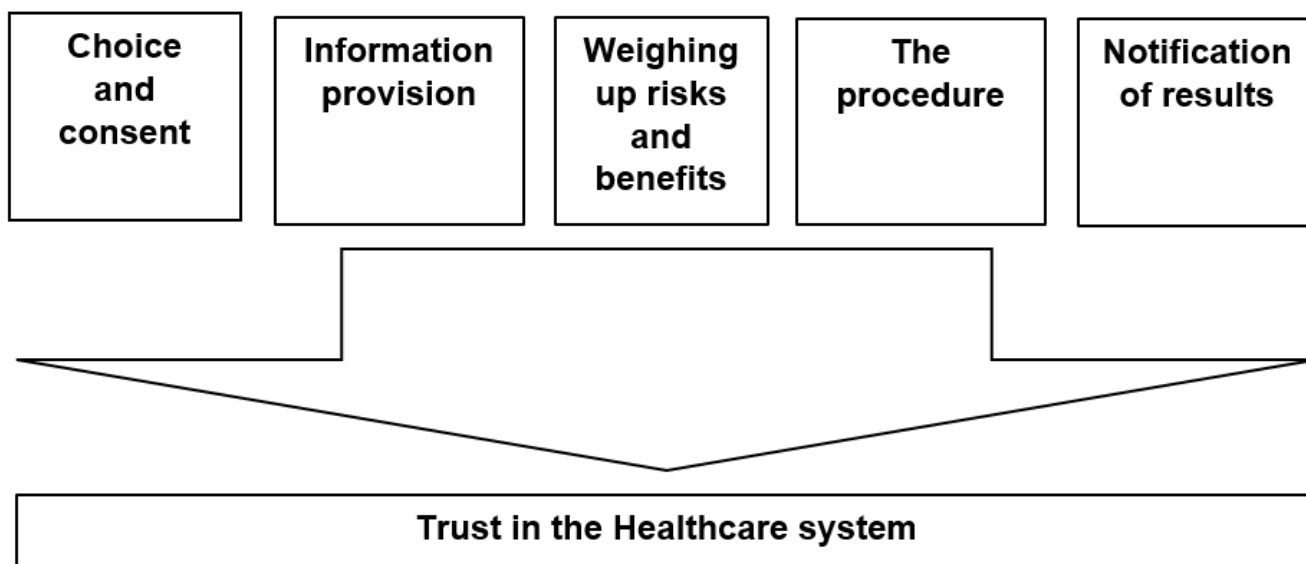 Choice
and
consent
Information
provision
Weighing
up risks
and
benefits
The
procedure
Notification
of results
Trust in the Healthcare system